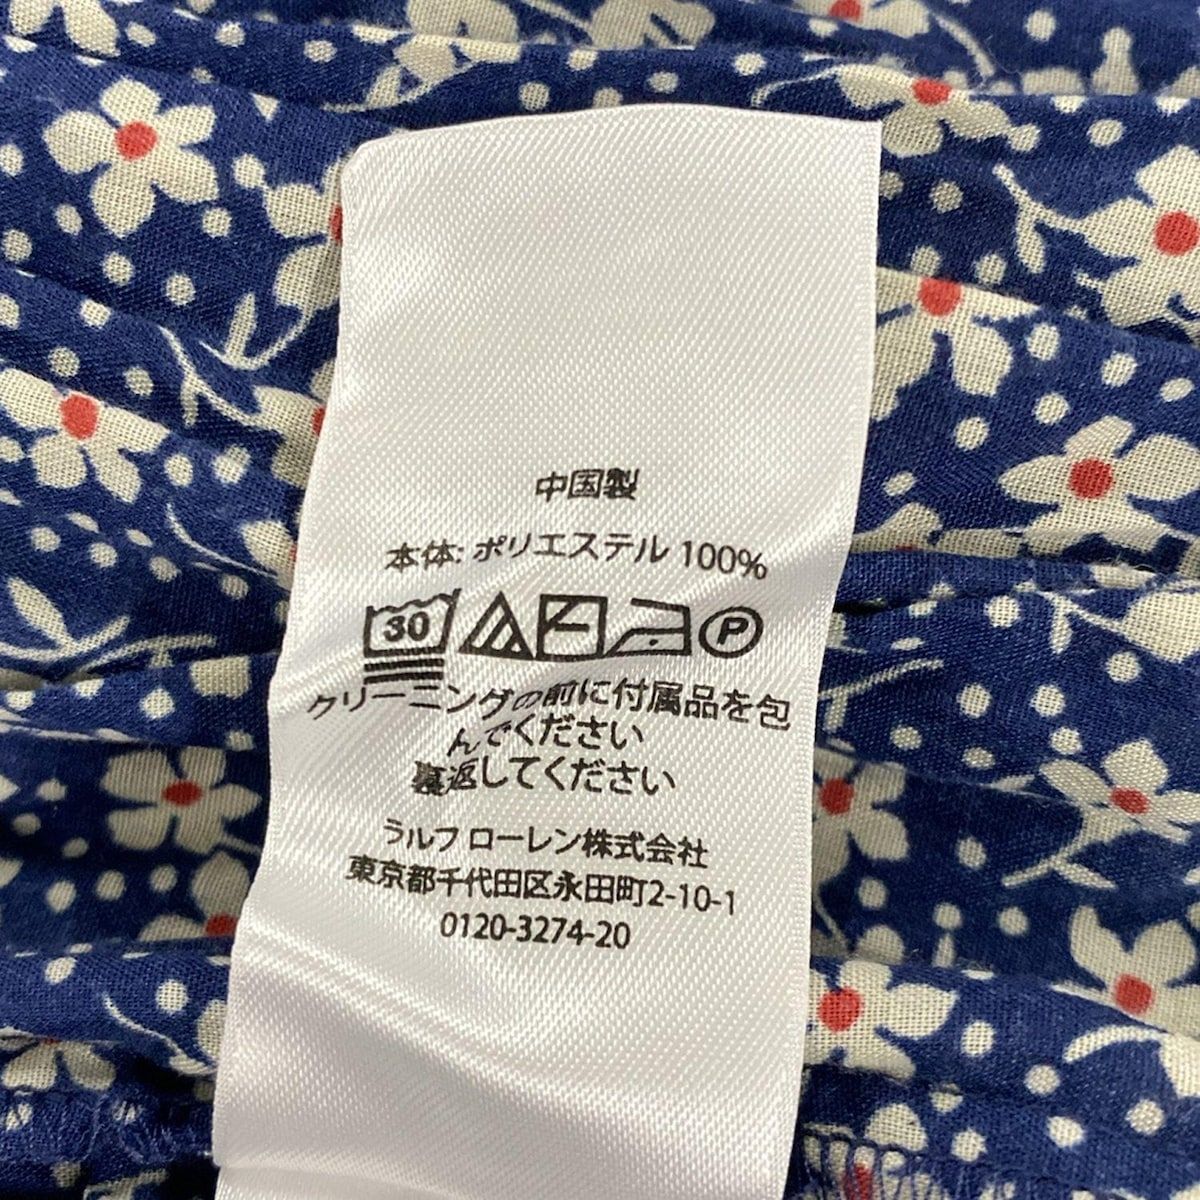 中国製
本体: ポリエステル 100%
30 P
クリーニングの前に付属品を包
んでください
裏返してください
ラルフ ローレン株式会社
東京都千代田区永田町2-10-1
0120-3274-20